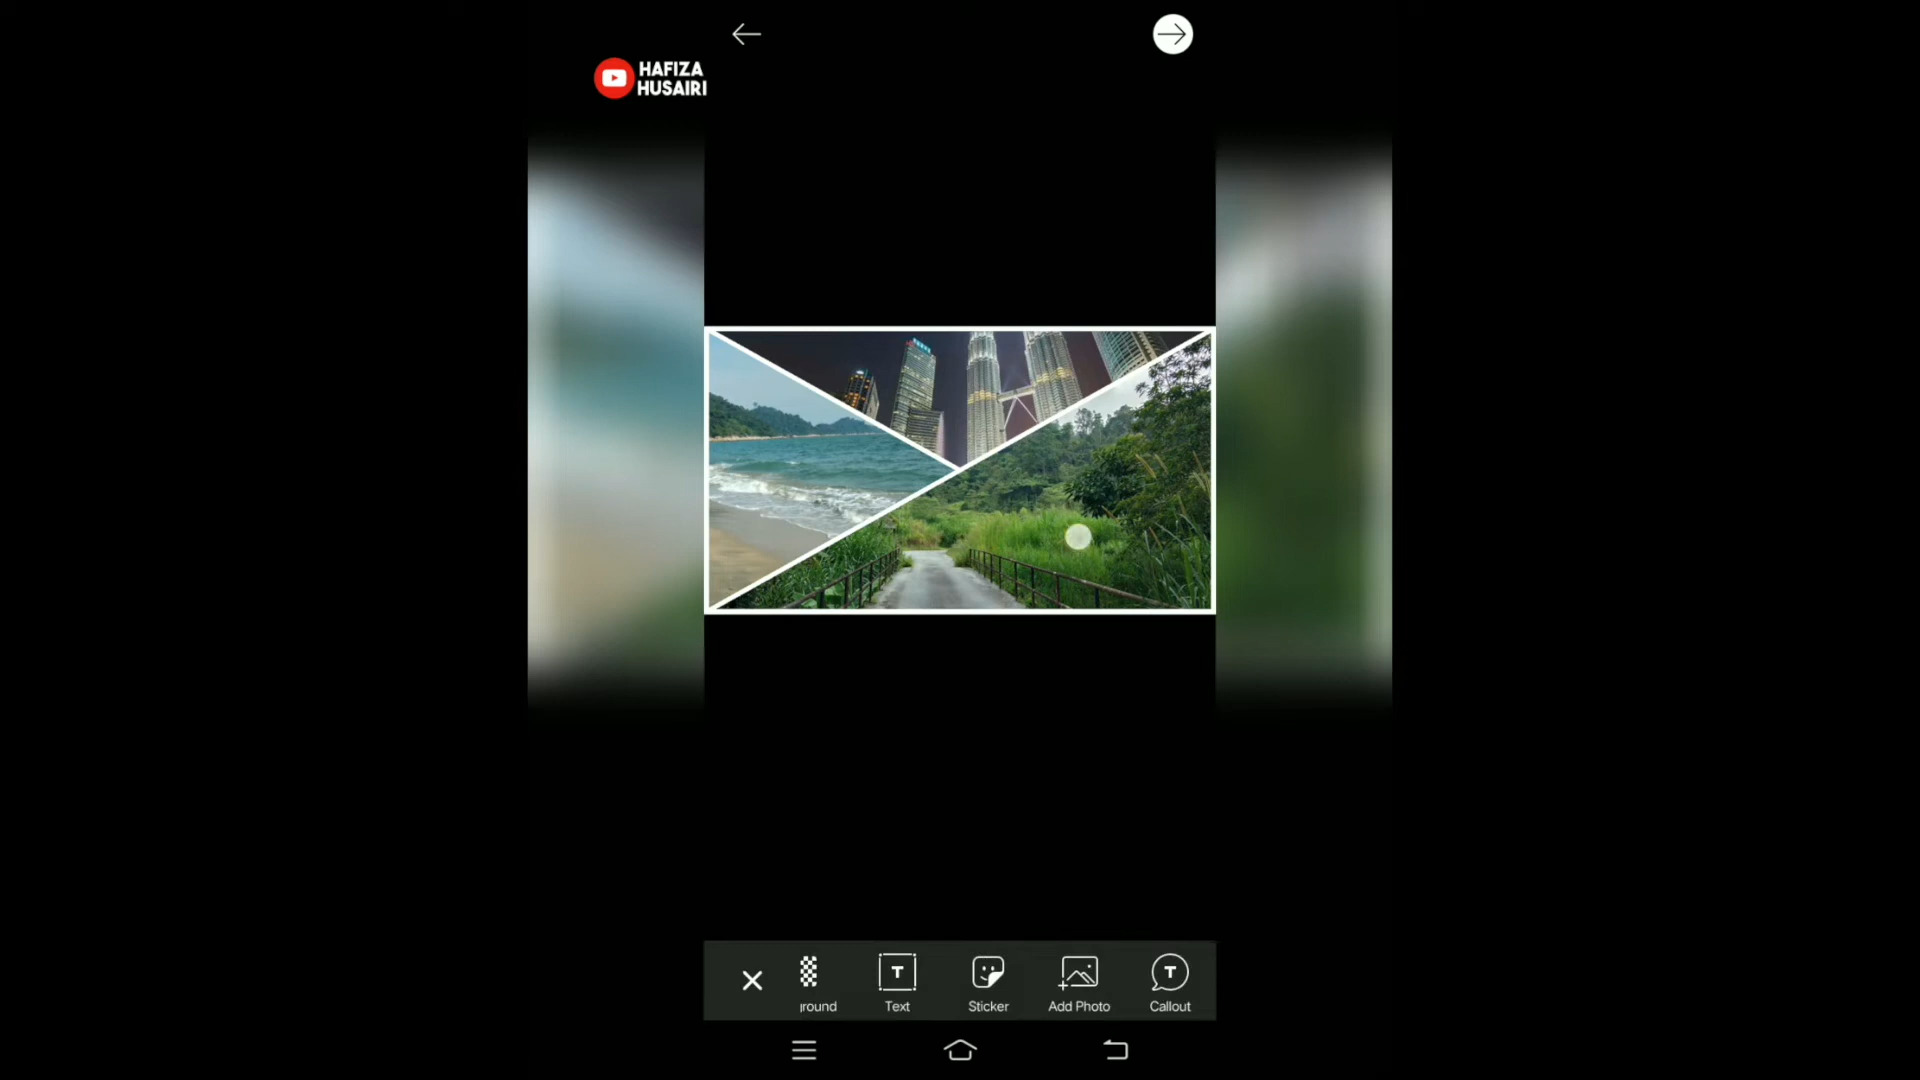 HAFIZA
HUSAIRI
round
Text
Sticker
Add Photo
Callout